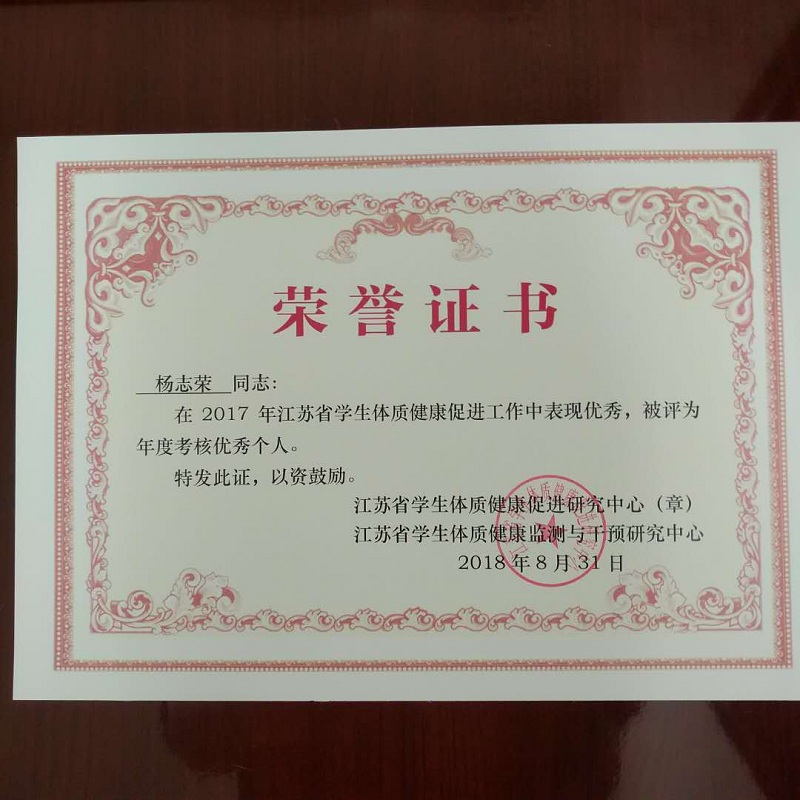 荣誉证书
杨志荣 同志：
在 2017 年江苏省学生体质健康促进工作中表现优秀，被评为
年度考核优秀个人。
特发此证，以资鼓励。
江苏省学生体质健康促进研究中心（章）
江苏省学生体质健康监测与干预研究中心
2018 年 8 月 31 日